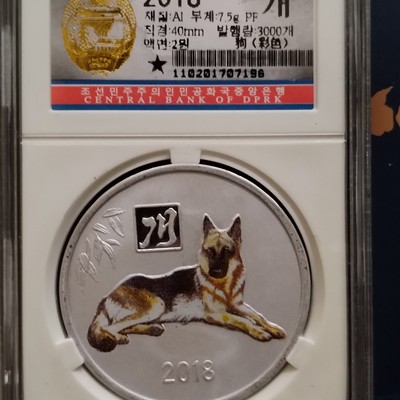 2018 개
재질:Al 무게:7.5g PF
직경:40mm 발행량:3000개
액면:2원 狗(彩色)
★ 110201707196
조선민주주의인민공화국중앙은행
CENTRAL BANK OF DPRK
개
2018